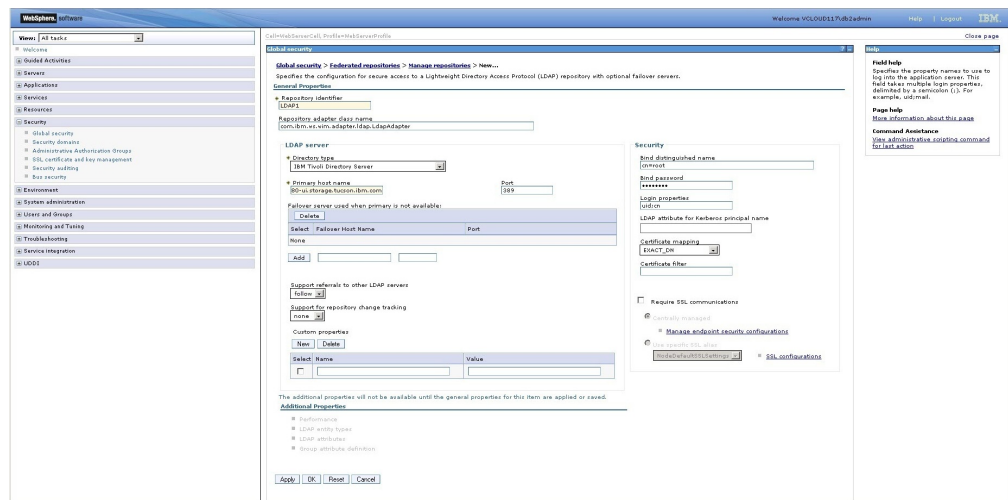 WebSphere. software
Welcome VCLOUD117\db2admin
Help | Logout
IBM.
View: All tasks
Welcome
Guided Activities
Servers
Applications
Services
Resources
Security
Global security
Security domains
Administrative Authorization Groups
SSL certificate and key management
Security auditing
Bus security
Environment
System administration
Users and Groups
Monitoring and Tuning
Troubleshooting
Service integration
UDDI
Cell=WebServerCell, Profile=WebServerProfile
Close page
Global security
Global security > Federated repositories > Manage repositories > New...
Specifies the configuration for secure access to a Lightweight Directory Access Protocol (LDAP) repository with optional failover servers.
General Properties
* Repository identifier
LDAP1
Repository adapter class name
com.ibm.ws.wim.adapter.ldap.LdapAdapter
LDAP server
* Directory type
IBM Tivoli Directory Server
* Primary host name
80-ui.storage.tucson.ibm.com
Port
389
Failover server used when primary is not available:
Delete
Select Failover Host Name Port
None
Add
Support referrals to other LDAP servers
follow
Support for repository change tracking
none
Custom properties
New Delete
Select Name Value
Security
Bind distinguished name
cn=root
Bind password
••••••••
Login properties
uid;cn
LDAP attribute for Kerberos principal name
Certificate mapping
EXACT_DN
Certificate filter
Require SSL communications
Centrally managed
Manage endpoint security configurations
Use specific SSL alias
NodeDefaultSSLSettings
SSL configurations
The additional properties will not be available until the general properties for this item are applied or saved.
Additional Properties
Performance
LDAP entity types
LDAP attributes
Group attribute definition
Apply OK Reset Cancel
Help
Field help
Specifies the property names to use to
log into the application server. This
field takes multiple login properties,
delimited by a semicolon (;). For
example, uid;mail.
Page help
More information about this page
Command Assistance
View administrative scripting command
for last action